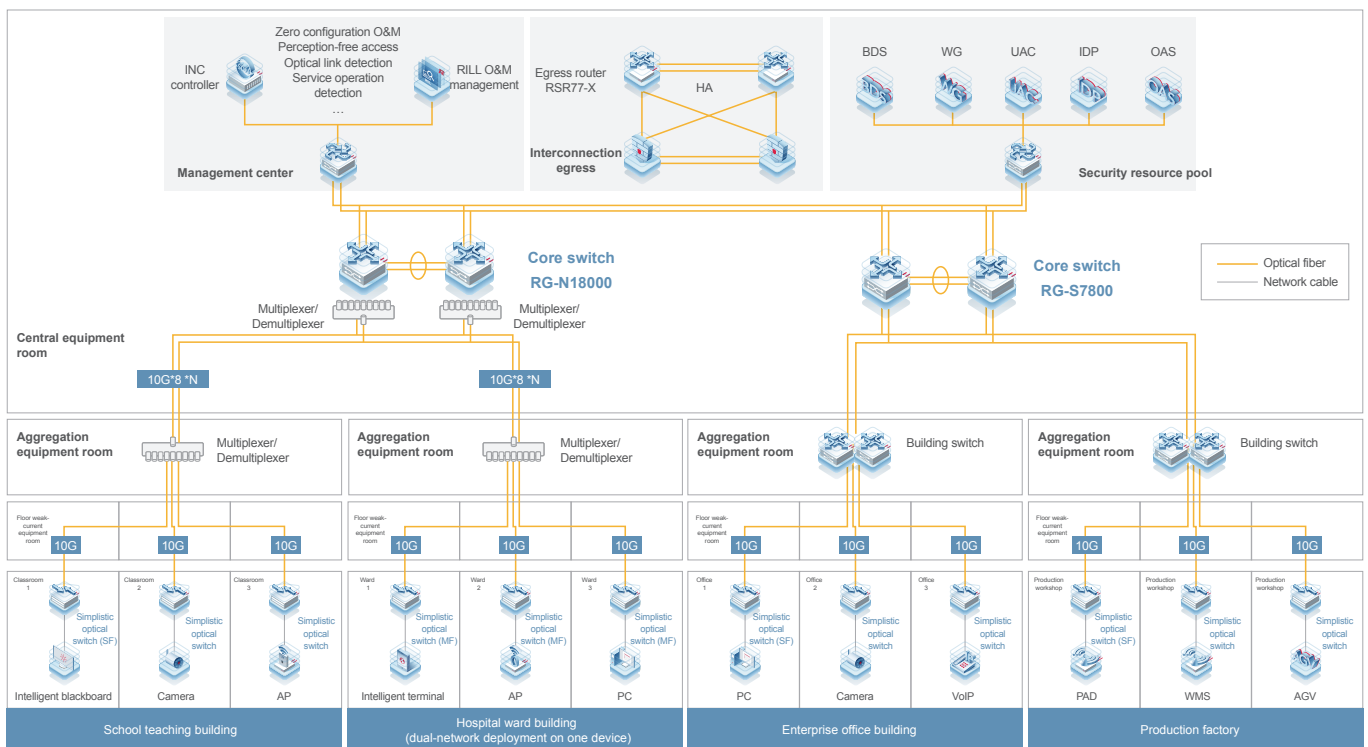 Zero configuration O&M
Perception-free access
Optical link detection
Service operation
detection
...
INC
controller
RILL O&M
management
Management center
Egress router
RSR77-X
HA
Interconnection
egress
BDS
WG
UAC
IDP
OAS
BDS
WG
UAC
IDP
OAS
Security resource pool
Core switch
RG-N18000
Core switch
RG-S7800
Optical fiber
Network cable
Multiplexer/
Demultiplexer
Multiplexer/
Demultiplexer
Central equipment
room
10G*8 *N
10G*8 *N
Aggregation
equipment room
Multiplexer/
Demultiplexer
Aggregation
equipment room
Multiplexer/
Demultiplexer
Aggregation
equipment room
Building switch
Aggregation
equipment room
Building switch
Floor weak-
current
equipment
room
10G
10G
10G
Floor weak-
current
equipment
room
10G
10G
10G
Floor weak-
current
equipment
room
10G
10G
10G
Floor weak-
current
equipment
room
10G
10G
10G
Classroom
1
Simplistic
optical
switch (SF)
Intelligent blackboard
Classroom
2
Simplistic
optical
switch
Camera
Classroom
3
Simplistic
optical
switch
AP
Ward
1
Simplistic
optical
switch (MF)
Intelligent terminal
Ward
2
Simplistic
optical
switch (MF)
AP
Ward
3
Simplistic
optical
switch (MF)
PC
Office
1
Simplistic
optical
switch (SF)
PC
Office
2
Simplistic
optical
switch
Camera
Office
3
Simplistic
optical
switch
VoIP
Production
workshop
Simplistic
optical
switch (SF)
PAD
Production
workshop
Simplistic
optical
switch
WMS
Production
workshop
Simplistic
optical
switch
AGV
School teaching building
Hospital ward building
(dual-network deployment on one device)
Enterprise office building
Production factory